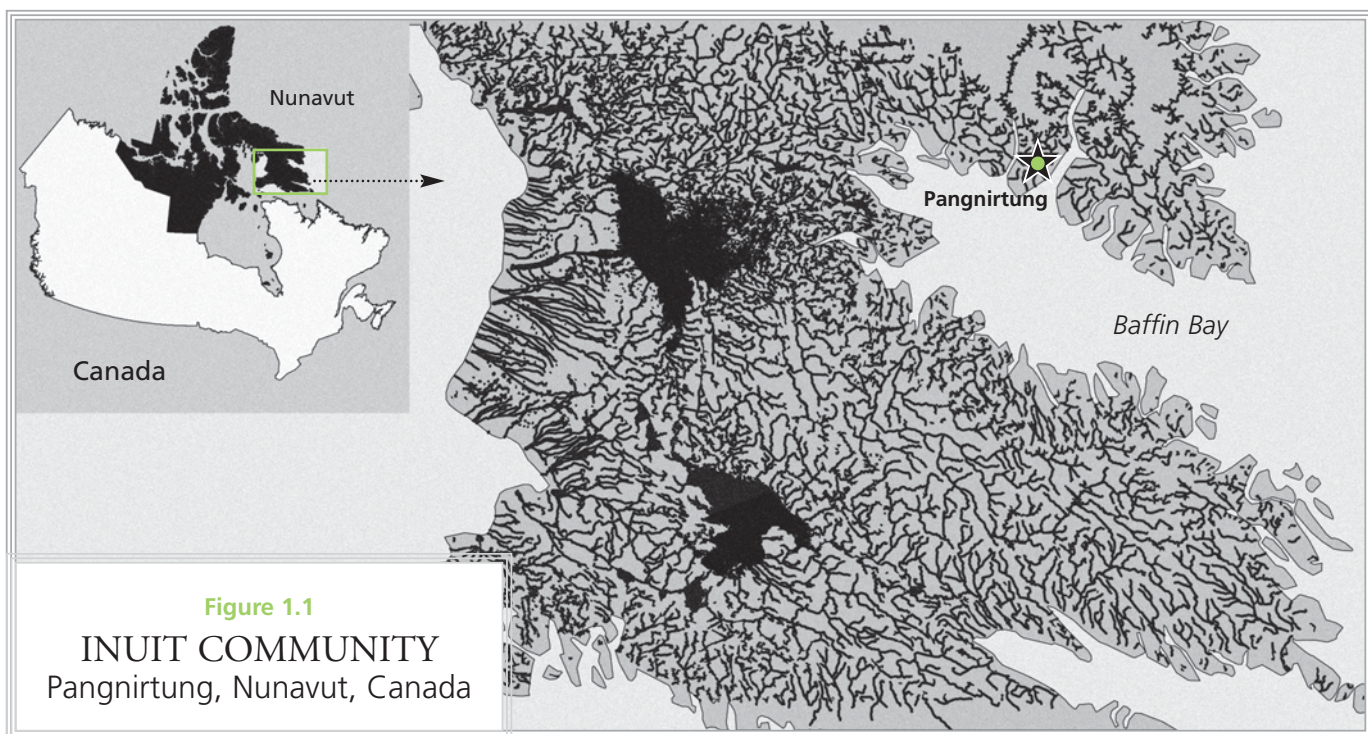 Nunavut
Canada
Pangnirtung
Baffin Bay
Figure 1.1
INUIT COMMUNITY
Pangnirtung, Nunavut, Canada